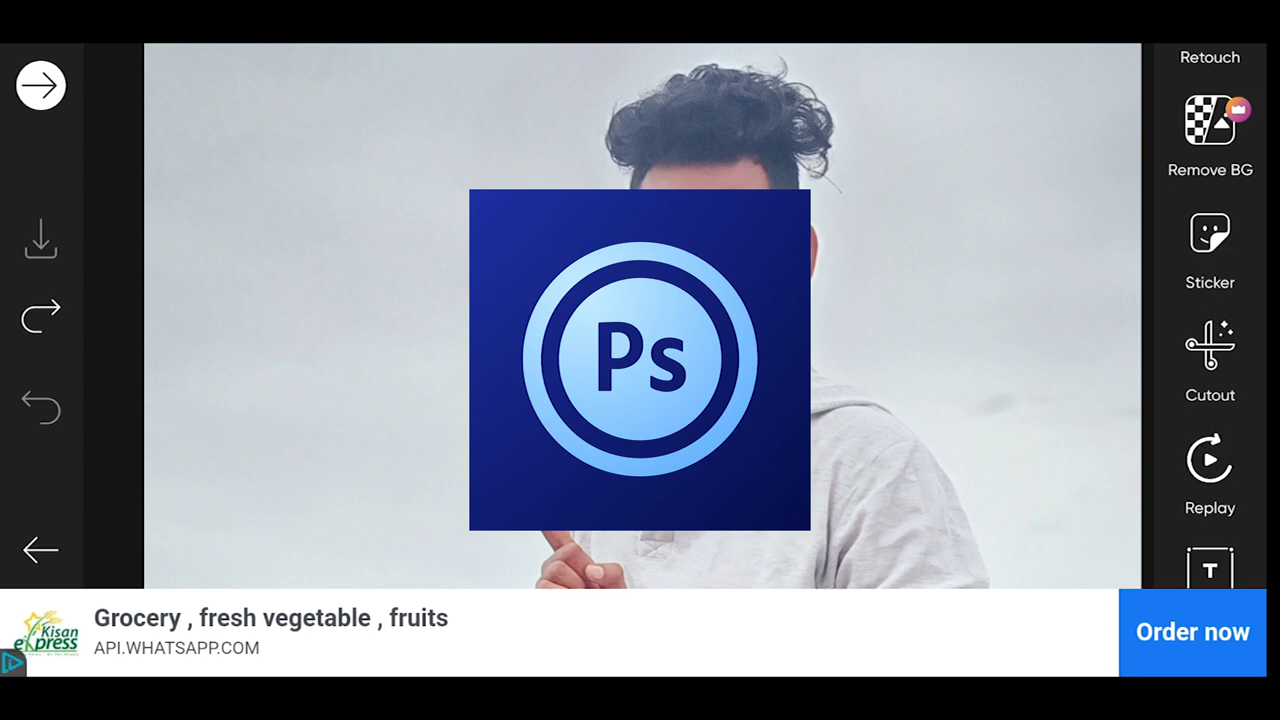 Retouch
Remove BG
Sticker
Cutout
Replay
T
Ps
Kisan
express
Grocery , fresh vegetable , fruits
API.WHATSAPP.COM
Order now